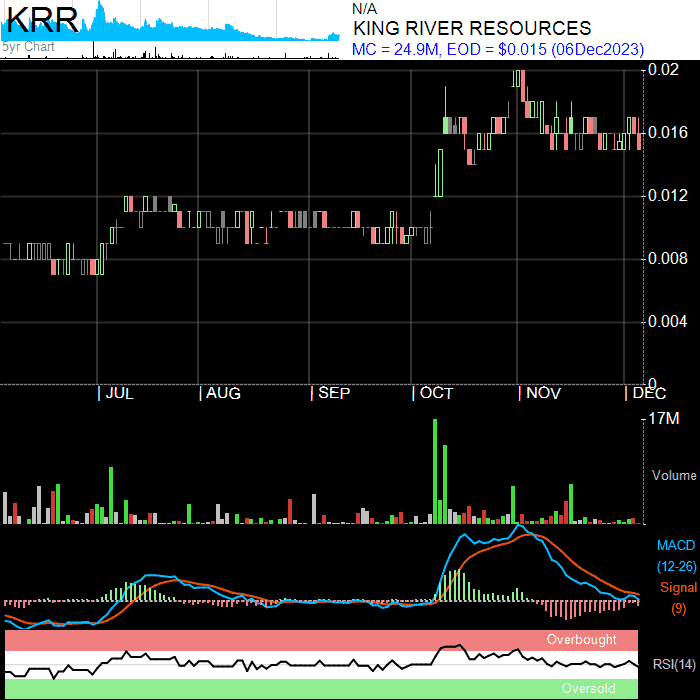 KRR
5yr Chart
N/A
KING RIVER RESOURCES
MC = 24.9M, EOD = $0.015 (06Dec2023)
0.02
0.016
0.012
0.008
0.004
0
JUL AUG SEP OCT NOV DEC
17M
Volume
MACD
(12-26)
Signal
(9)
Overbought
RSI(14)
Oversold